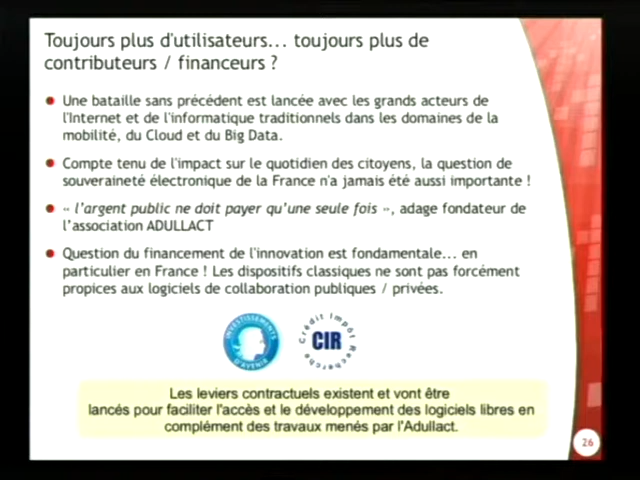 Toujours plus d'utilisateurs... toujours plus de
contributeurs / financeurs ?
Une bataille sans précédent est lancée avec les grands acteurs de
l'Internet et de l'informatique traditionnels dans les domaines de la
mobilité, du Cloud et du Big Data.
Compte tenu de l'impact sur le quotidien des citoyens, la question de
souveraineté électronique de la France n'a jamais été aussi importante !
« l'argent public ne doit payer qu'une seule fois », adage fondateur de
l'association ADULLACT
Question du financement de l'innovation est fondamentale... en
particulier en France ! Les dispositifs classiques ne sont pas forcément
propices aux logiciels de collaboration publiques / privées.
INVESTISSEMENTS
D'AVENIR
Crédit Impôt
CIR
Recherche
Les leviers contractuels existent et vont être
lancés pour faciliter l'accès et le développement des logiciels libres en
complément des travaux menés par l'Adullact.
26